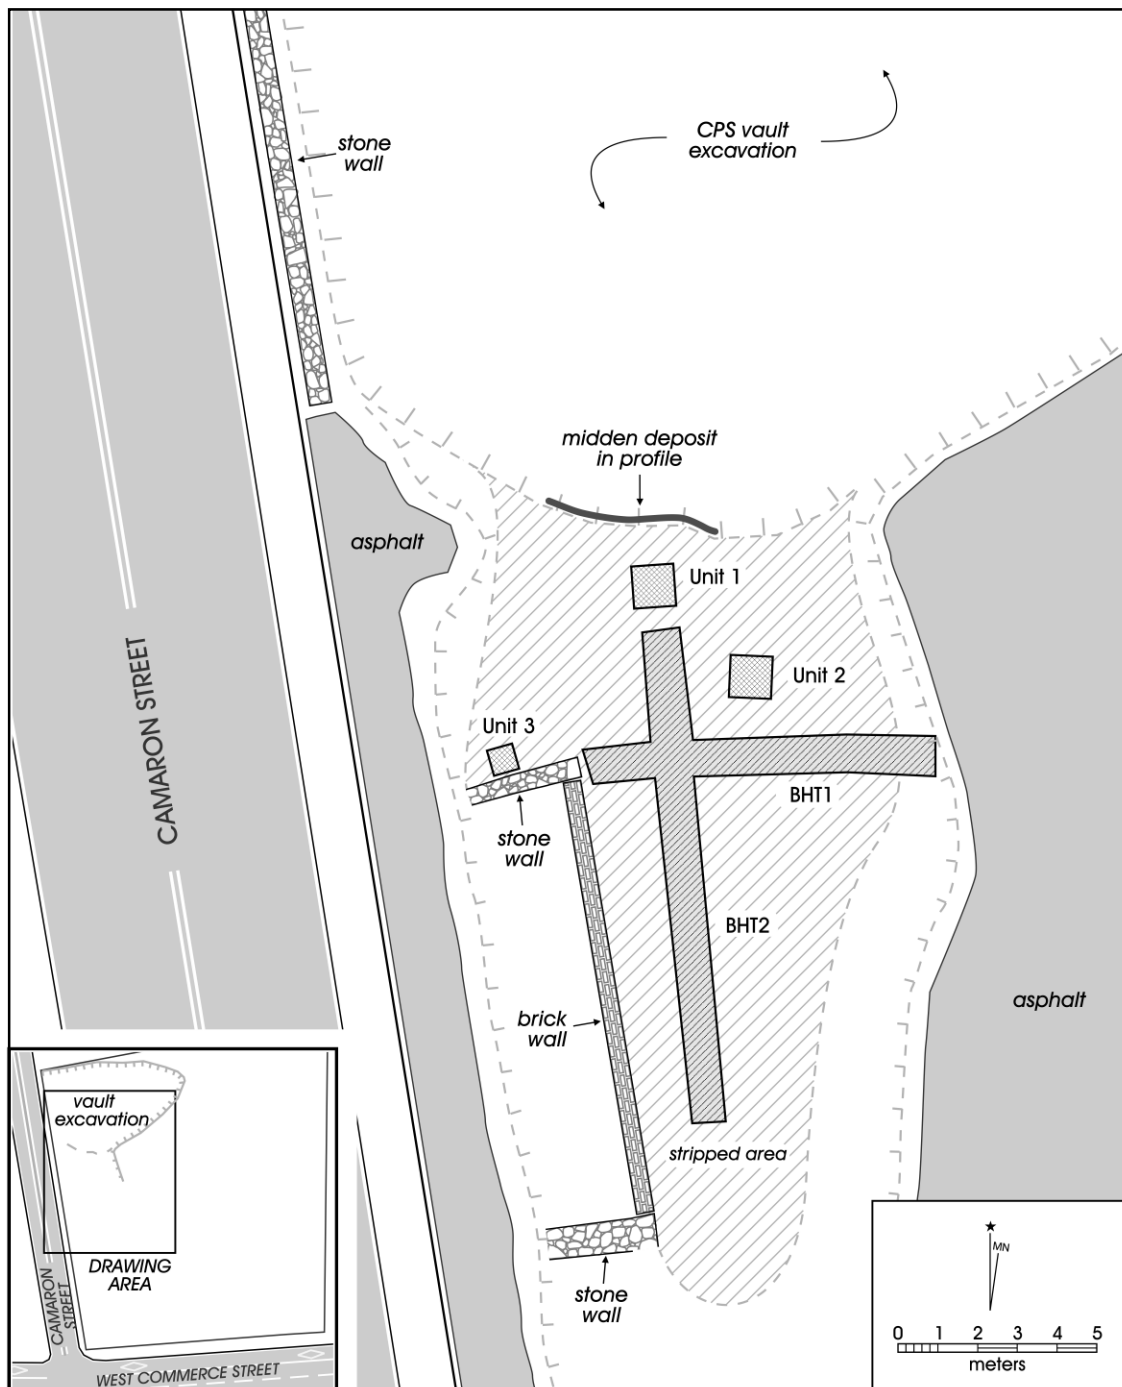 CPS vault
excavation
stone
wall
midden deposit
in profile
asphalt
Unit 1
Unit 2
CAMARON STREET
Unit 3
BHT1
stone
wall
BHT2
asphalt
brick
wall
stripped area
stone
wall
vault
excavation
DRAWING
AREA
CAMARON
STREET
WEST COMMERCE STREET
MN
0 1 2 3 4 5
meters